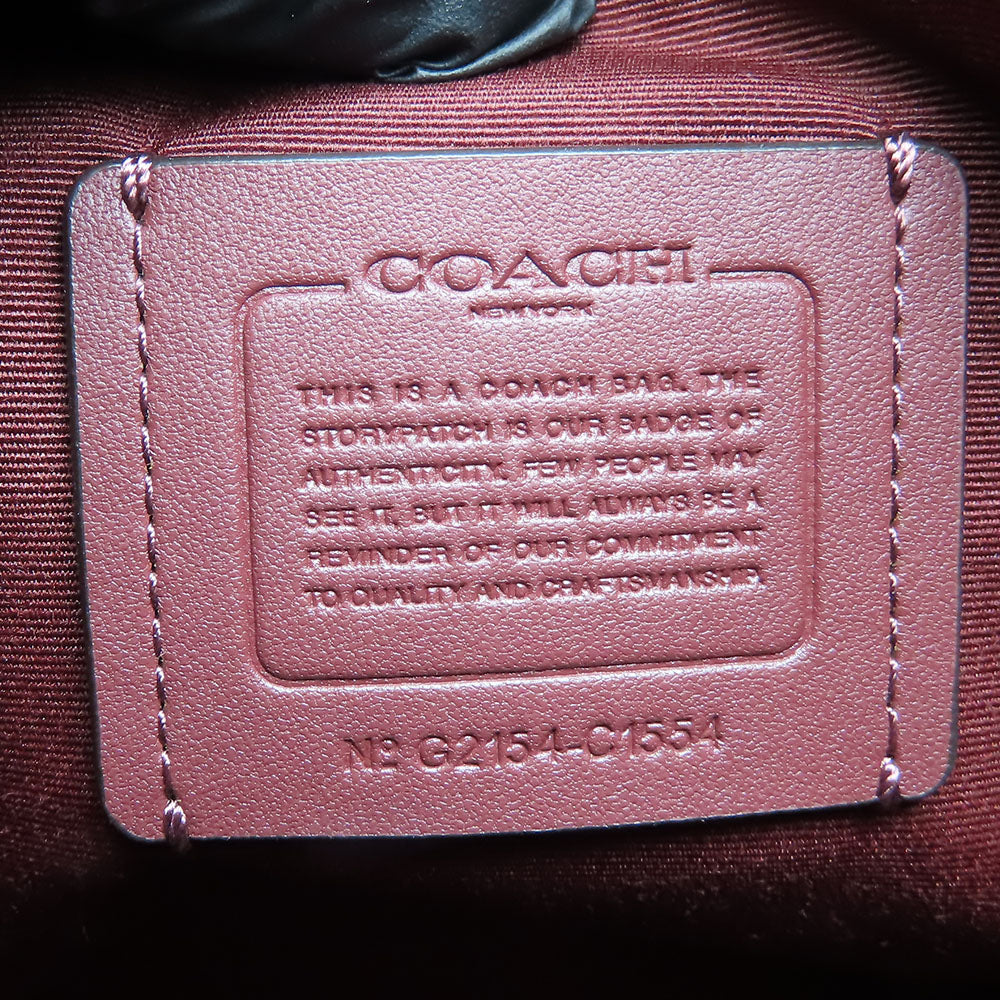 COACH
NEW YORK
THIS IS A COACH BAG. THE
STORYPATCH IS OUR BADGE OF
AUTHENTICITY. FEW PEOPLE MAY
SEE IT, BUT IT WILL ALWAYS BE A
REMINDER OF OUR COMMITMENT
TO QUALITY AND CRAFTSMANSHIP.
Nº G2154-C1554